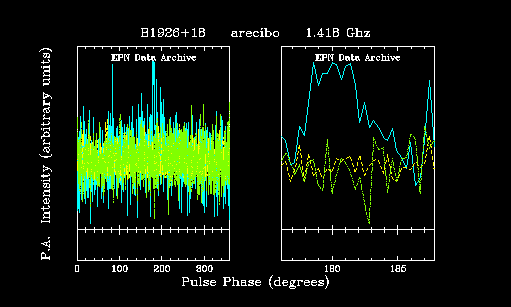 B1926+18 arecibo 1.418 Ghz
EPN Data Archive EPN Data Archive
P.A. Intensity (arbitrary units)
0 100 200 300 180 185
Pulse Phase (degrees)